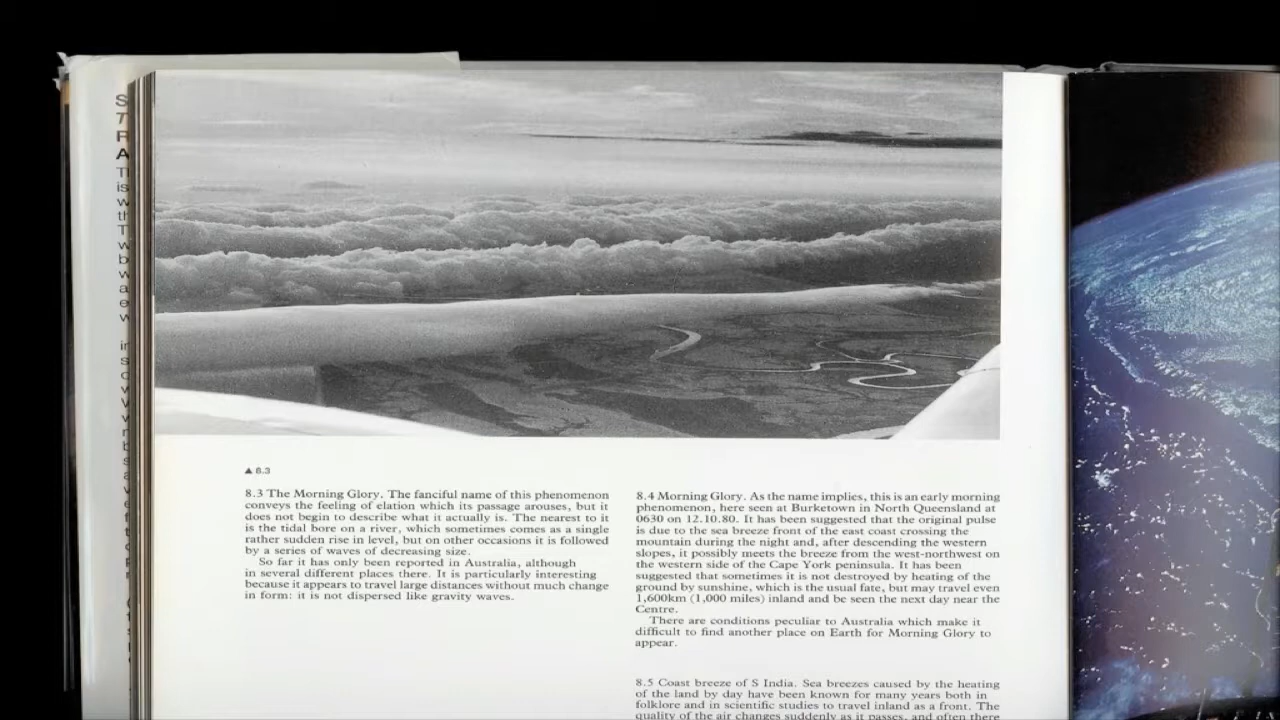 S
T
R
A
▲ 8.3
8.3 The Morning Glory. The fanciful name of this phenomenon
conveys the feeling of elation which its passage arouses, but it
does not begin to describe what it actually is. The nearest to it
is the tidal bore on a river, which sometimes comes as a single
rather sudden rise in level, but on other occasions it is followed
by a series of waves of decreasing size.
So far it has only been reported in Australia, although
in several different places there. It is particularly interesting
because it appears to travel large distances without much change
in form: it is not dispersed like gravity waves.
8.4 Morning Glory. As the name implies, this is an early morning
phenomenon, here seen at Burketown in North Queensland at
0630 on 12.10.80. It has been suggested that the original pulse
is due to the sea breeze front of the east coast crossing the
mountain during the night and, after descending the western
slopes, it possibly meets the breeze from the west-northwest on
the western side of the Cape York peninsula. It has been
suggested that sometimes it is not destroyed by heating of the
ground by sunshine, which is the usual fate, but may travel even
1,600km (1,000 miles) inland and be seen the next day near the
Centre.
There are conditions peculiar to Australia which make it
difficult to find another place on Earth for Morning Glory to
appear.
8.5 Coast breeze of S India. Sea breezes caused by the heating
of the land by day have been known for many years both in
folklore and in scientific studies to travel inland as a front. The
quality of the air changes suddenly as it passes, and often there